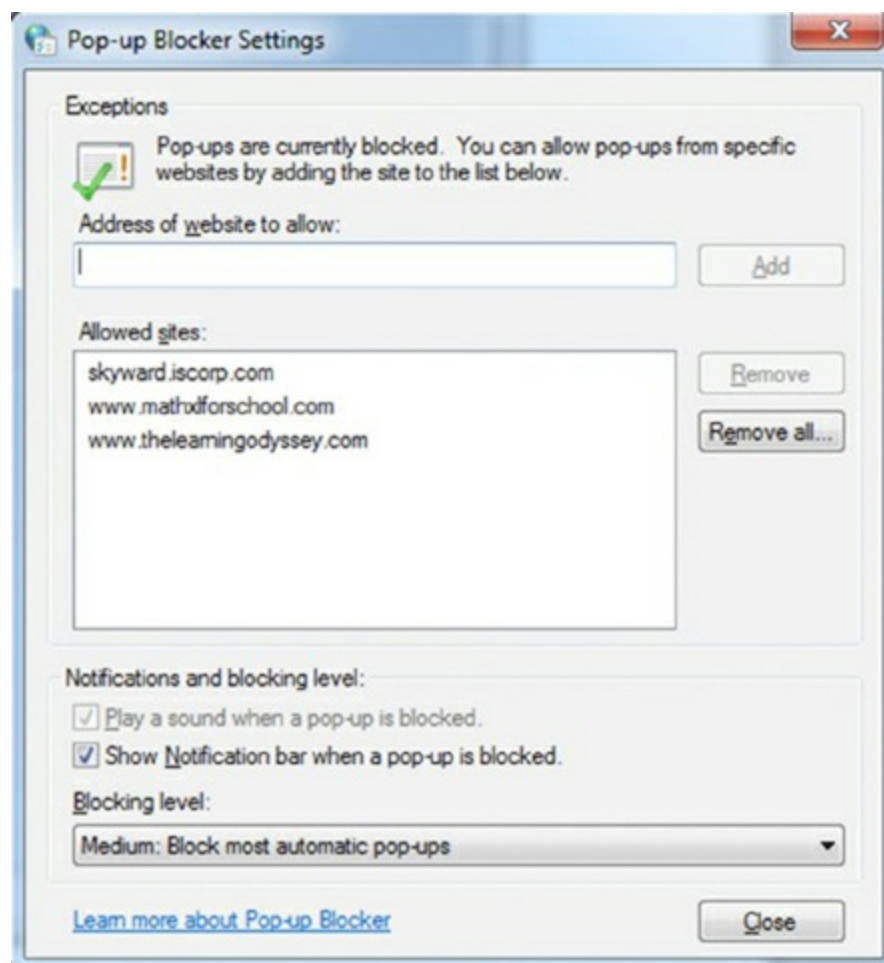 Pop-up Blocker Settings
Exceptions
Pop-ups are currently blocked. You can allow pop-ups from specific
websites by adding the site to the list below.
Address of website to allow:
Add
Allowed sites:
skyward.iscorp.com
Remove
www.mathxlforschool.com
Remove all...
www.thelearningodyssey.com
Notifications and blocking level:
Play a sound when a pop-up is blocked.
Show Notification bar when a pop-up is blocked.
Blocking level:
Medium: Block most automatic pop-ups
Learn more about Pop-up Blocker
Close